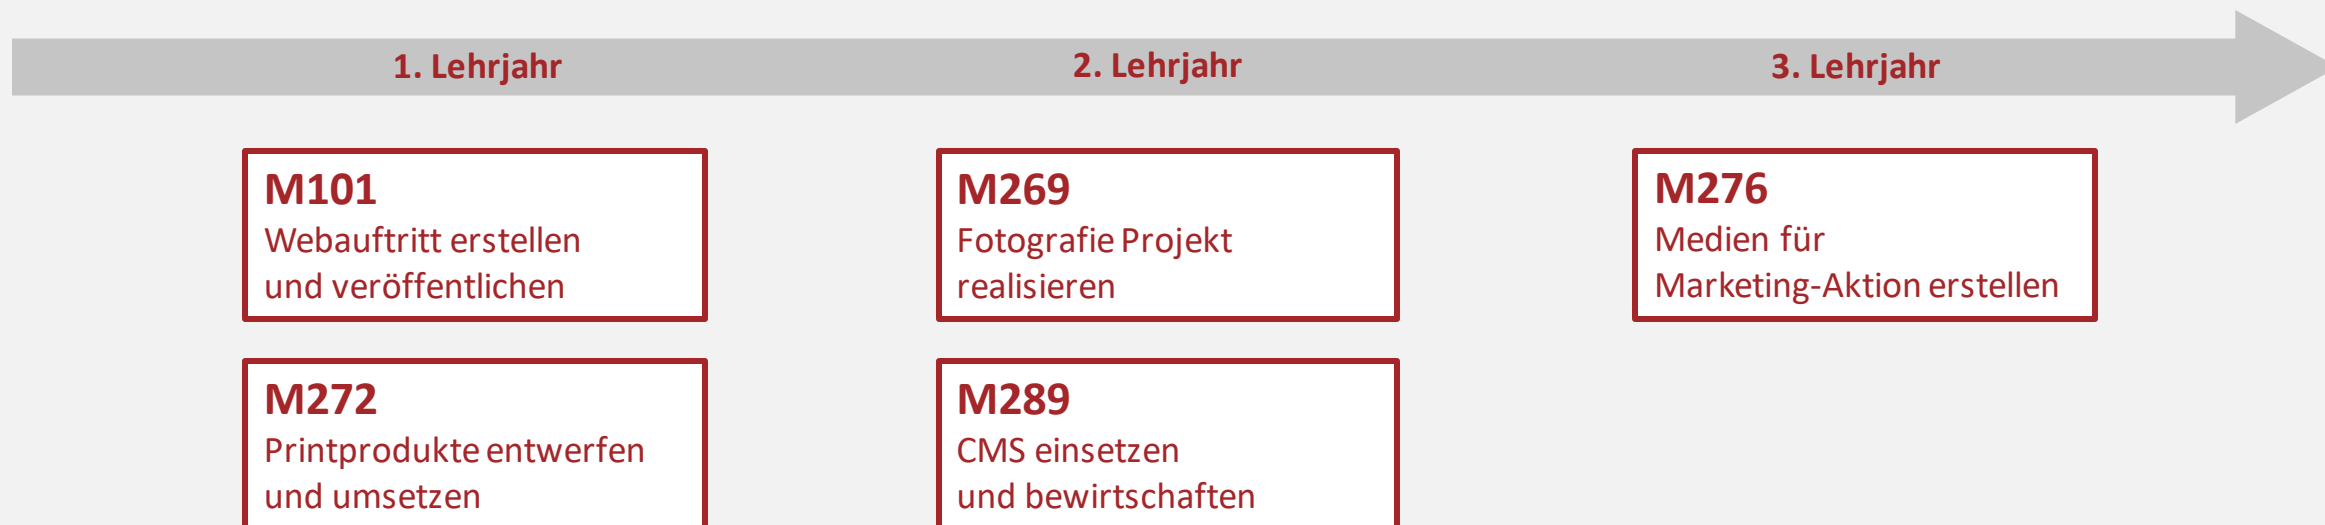 1. Lehrjahr
2. Lehrjahr
3. Lehrjahr
M101
Webauftritt erstellen
und veröffentlichen
M269
Fotografie Projekt
realisieren
M276
Medien für
Marketing-Aktion erstellen
M272
Printprodukte entwerfen
und umsetzen
M289
CMS einsetzen
und bewirtschaften